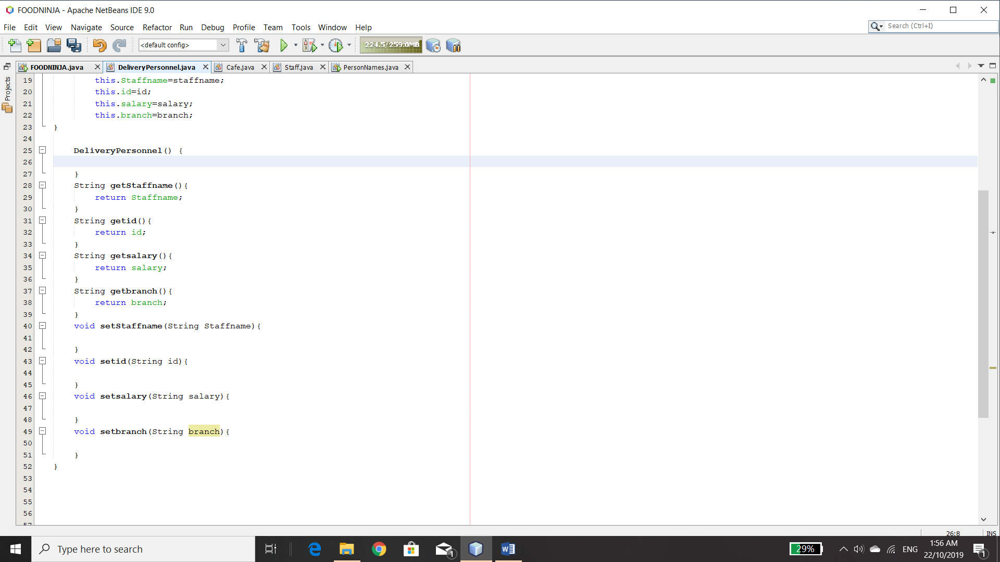 FOODNINJA - Apache NetBeans IDE 9.0
File Edit View Navigate Source Refactor Run Debug Profile Team Tools Window Help
Search (Ctrl+I)
<default config>
224.5/259.0MB
FOODNINJA.java DeliveryPersonnel.java Cafe.java Staff.java PersonNames.java
Projects
19 this.Staffname=staffname;
20 this.id=id;
21 this.salary=salary;
22 this.branch=branch;
23 }
24
25 DeliveryPersonnel() {
26
27 }
28 String getStaffname(){
29 return Staffname;
30 }
31 String getid(){
32 return id;
33 }
34 String getsalary(){
35 return salary;
36 }
37 String getbranch(){
38 return branch;
39 }
40 void setStaffname(String Staffname){
41
42 }
43 void setid(String id){
44
45 }
46 void setsalary(String salary){
47
48 }
49 void setbranch(String branch){
50
51 }
52 }
53
54
55
56
57
26:8 INS
Type here to search
29%
ENG
1:56 AM
22/10/2019
1
1